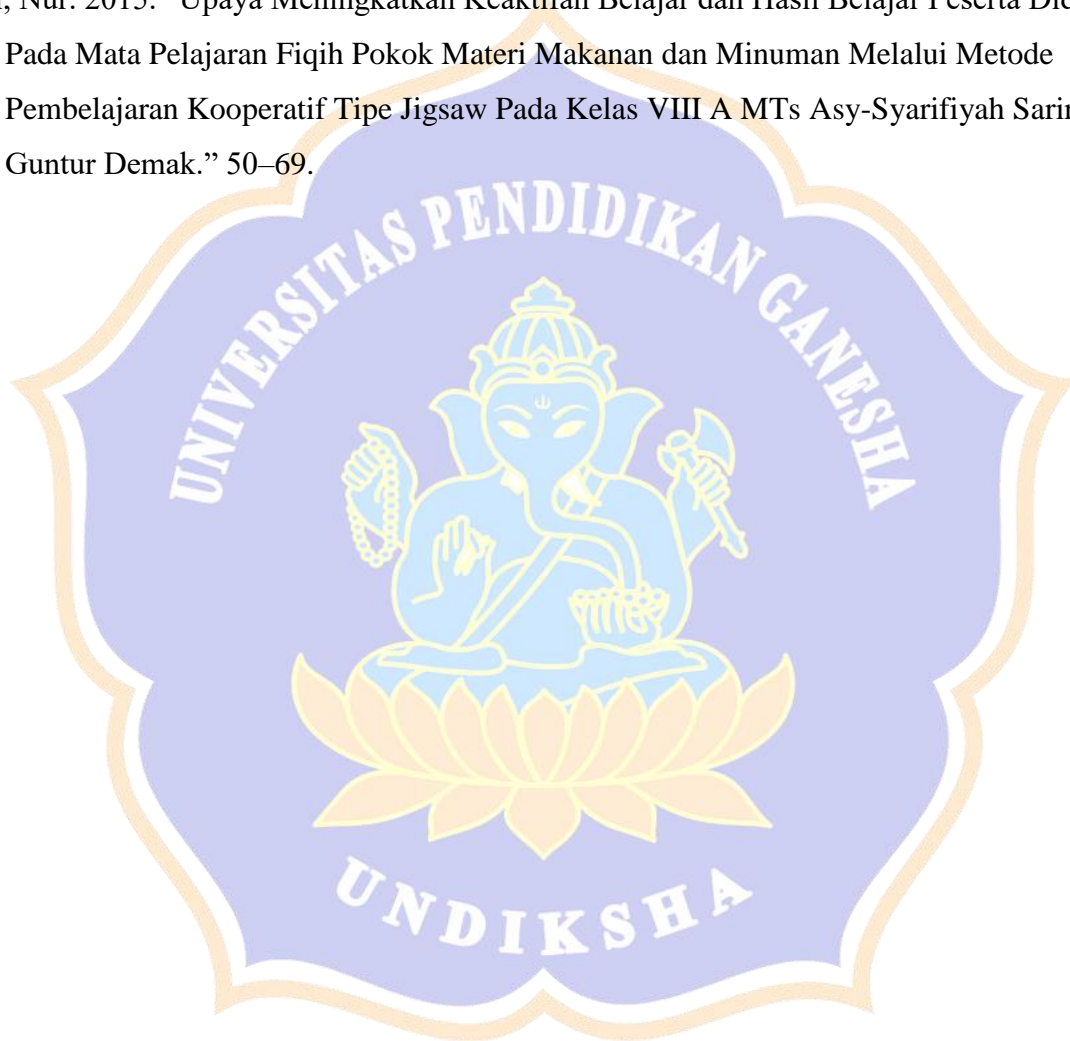 , Nur. 2015. “Upaya Meningkatkan Keaktifan Belajar dan Hasil Belajar Peserta
Pada Mata Pelajaran Fiqih Pokok Materi Makanan dan Minuman Melalui Metode
Pembelajaran Kooperatif Tipe Jigsaw Pada Kelas VIII A MTs Asy-Syarifiyah
Guntur Demak.” 50–69.
UNIVERSITAS PENDIDIKAN GANESHA
UNDIKSHA